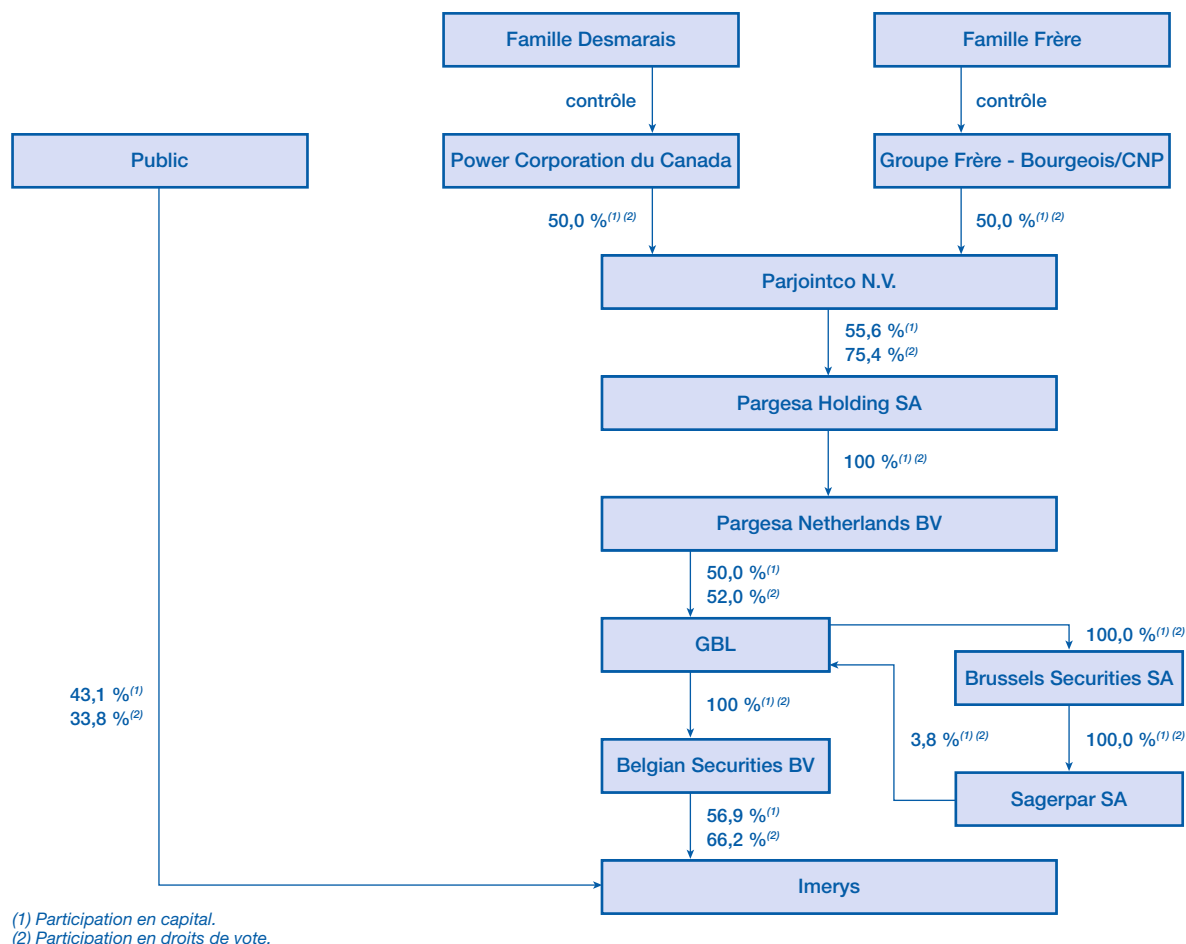 Famille Desmarais
Famille Frère
contrôle
contrôle
Public
Power Corporation du Canada
Groupe Frère - Bourgeois/CNP
50,0 %(1) (2)
50,0 %(1) (2)
Parjointco N.V.
55,6 %(1)
75,4 %(2)
Pargesa Holding SA
100 %(1) (2)
Pargesa Netherlands BV
50,0 %(1)
52,0 %(2)
GBL
100,0 %(1) (2)
Brussels Securities SA
43,1 %(1)
33,8 %(2)
100 %(1) (2)
3,8 %(1) (2)
100,0 %(1) (2)
Belgian Securities BV
Sagerpar SA
56,9 %(1)
66,2 %(2)
Imerys
(1) Participation en capital.
(2) Participation en droits de vote.